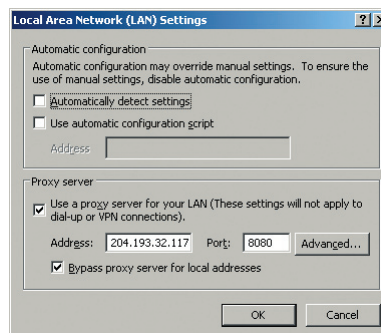 Local Area Network (LAN) Settings
Automatic configuration
Automatic configuration may override manual settings. To ensure the
use of manual settings, disable automatic configuration.
Automatically detect settings
Use automatic configuration script
Address
Proxy server
Use a proxy server for your LAN (These settings will not apply to
dial-up or VPN connections).
Address: 204.193.32.117 Port: 8080 Advanced...
Bypass proxy server for local addresses
OK Cancel